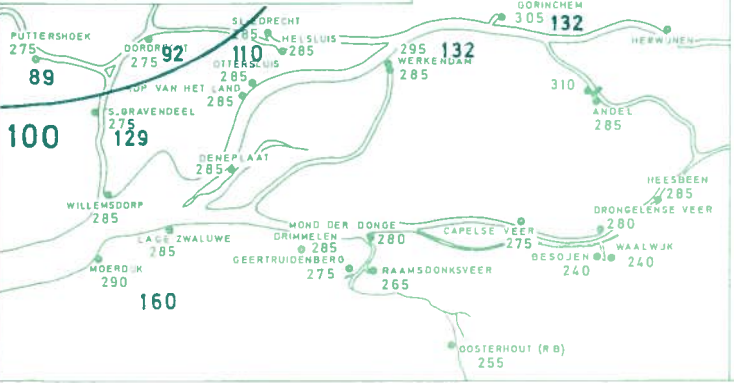 GORINCHEM
305 132
PUTTERSHOEK
275
89
DORDRECHT
275
92
SLIEDRECHT
285
110
HELSLUIS
285
OTTERSLUIS
285
KOP VAN HET LAND
285
295
132
WERKENDAM
285
HERWIJNEN
310
ANDEL
285
100
S.GRAVENDEEL
275
129
DENEPLAAT
285
WILLEMSDORP
285
HEESBEEN
285
DRONGELENSE VEER
280
LAGE ZWALUWE
285
MOND DER DONGE
280
DRIMMELEN
285
CAPELSE VEER
275
BESOJEN
240
WAALWIJK
240
MOERDIJK
290
GEERTRUIDENBERG
275
RAAMSDONKSVEER
265
160
OOSTERHOUT (R B)
255